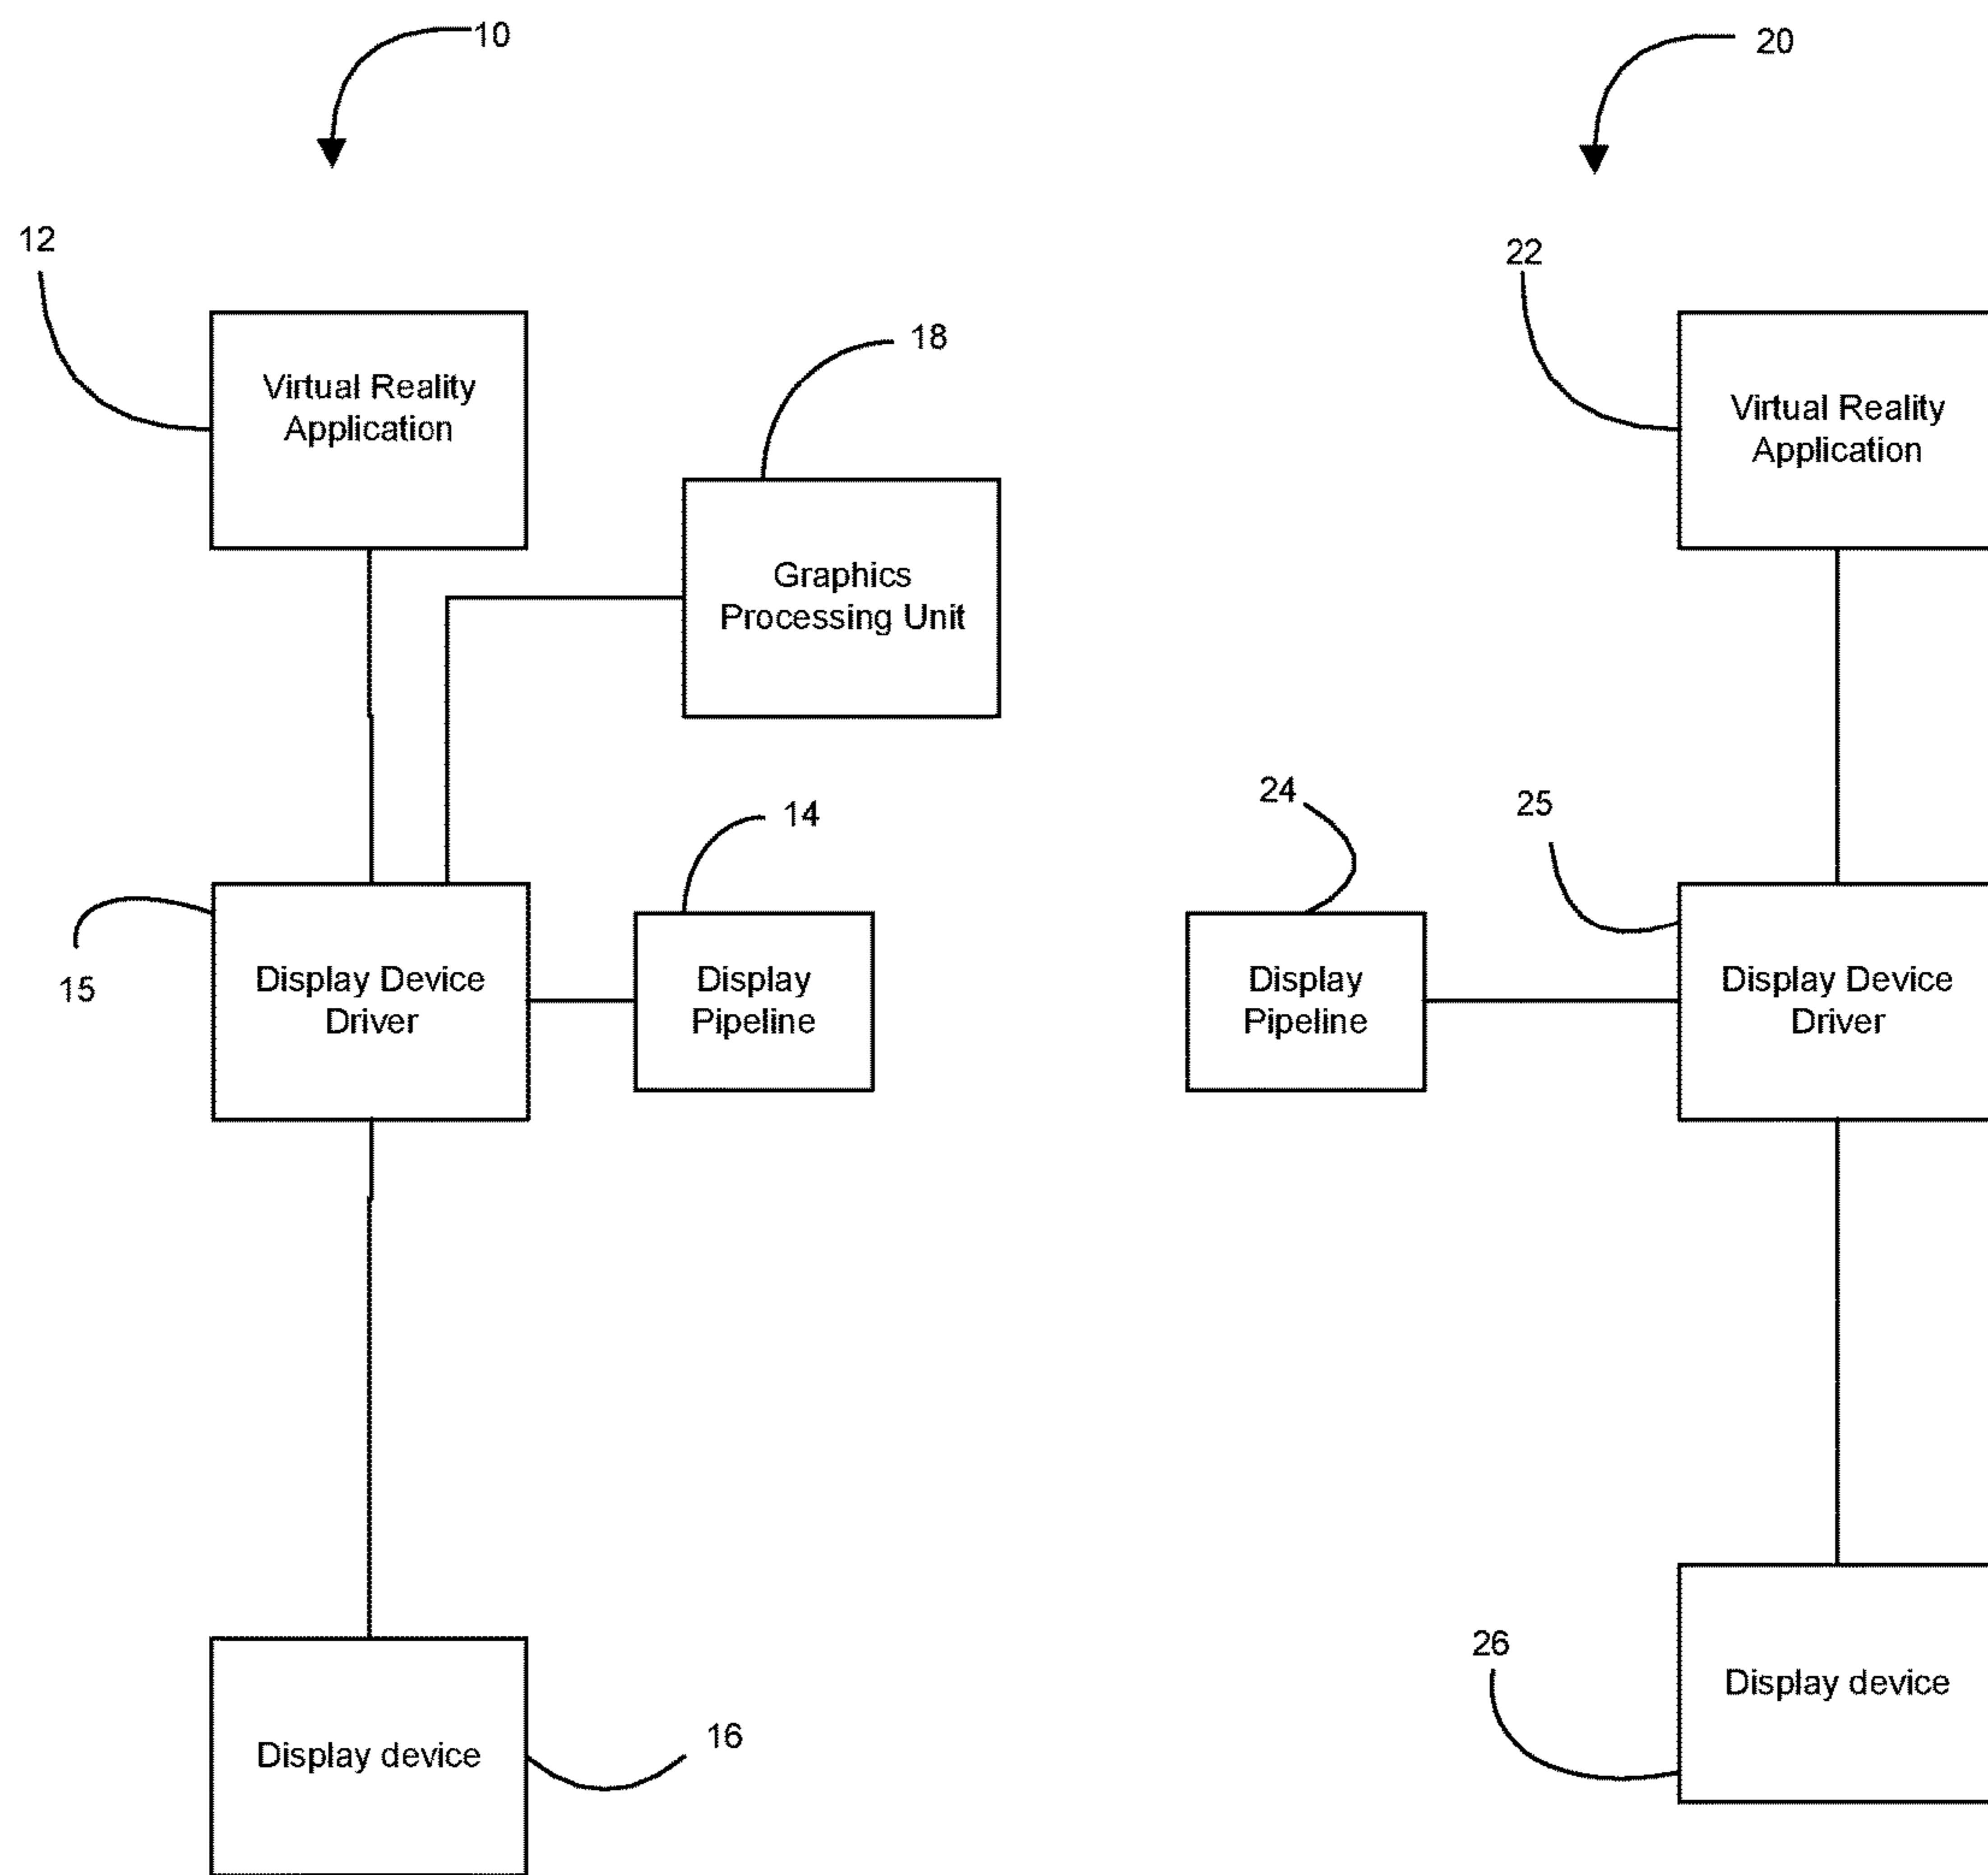 10
20
12
22
18
Virtual Reality
Application
Virtual Reality
Application
Graphics
Processing Unit
24
25
14
15
Display Device
Driver
Display
Pipeline
Display
Pipeline
Display Device
Driver
26
Display device
16
Display device